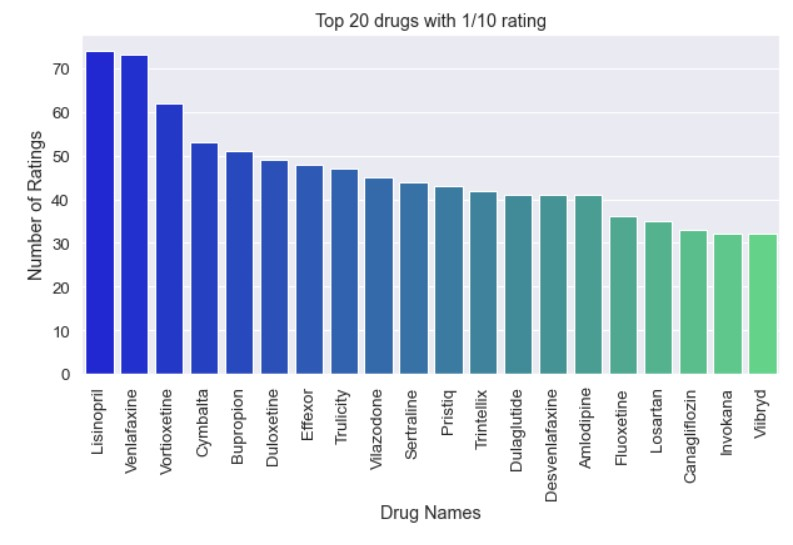 Top 20 drugs with 1/10 rating
Number of Ratings
70
60
50
40
30
20
10
0
Lisinopril
Venlafaxine
Vortioxetine
Cymbalta
Bupropion
Duloxetine
Effexor
Trulicity
Vilazodone
Sertraline
Pristiq
Trintellix
Dulaglutide
Desvenlafaxine
Amlodipine
Fluoxetine
Losartan
Canagliflozin
Invokana
Viibryd
Drug Names